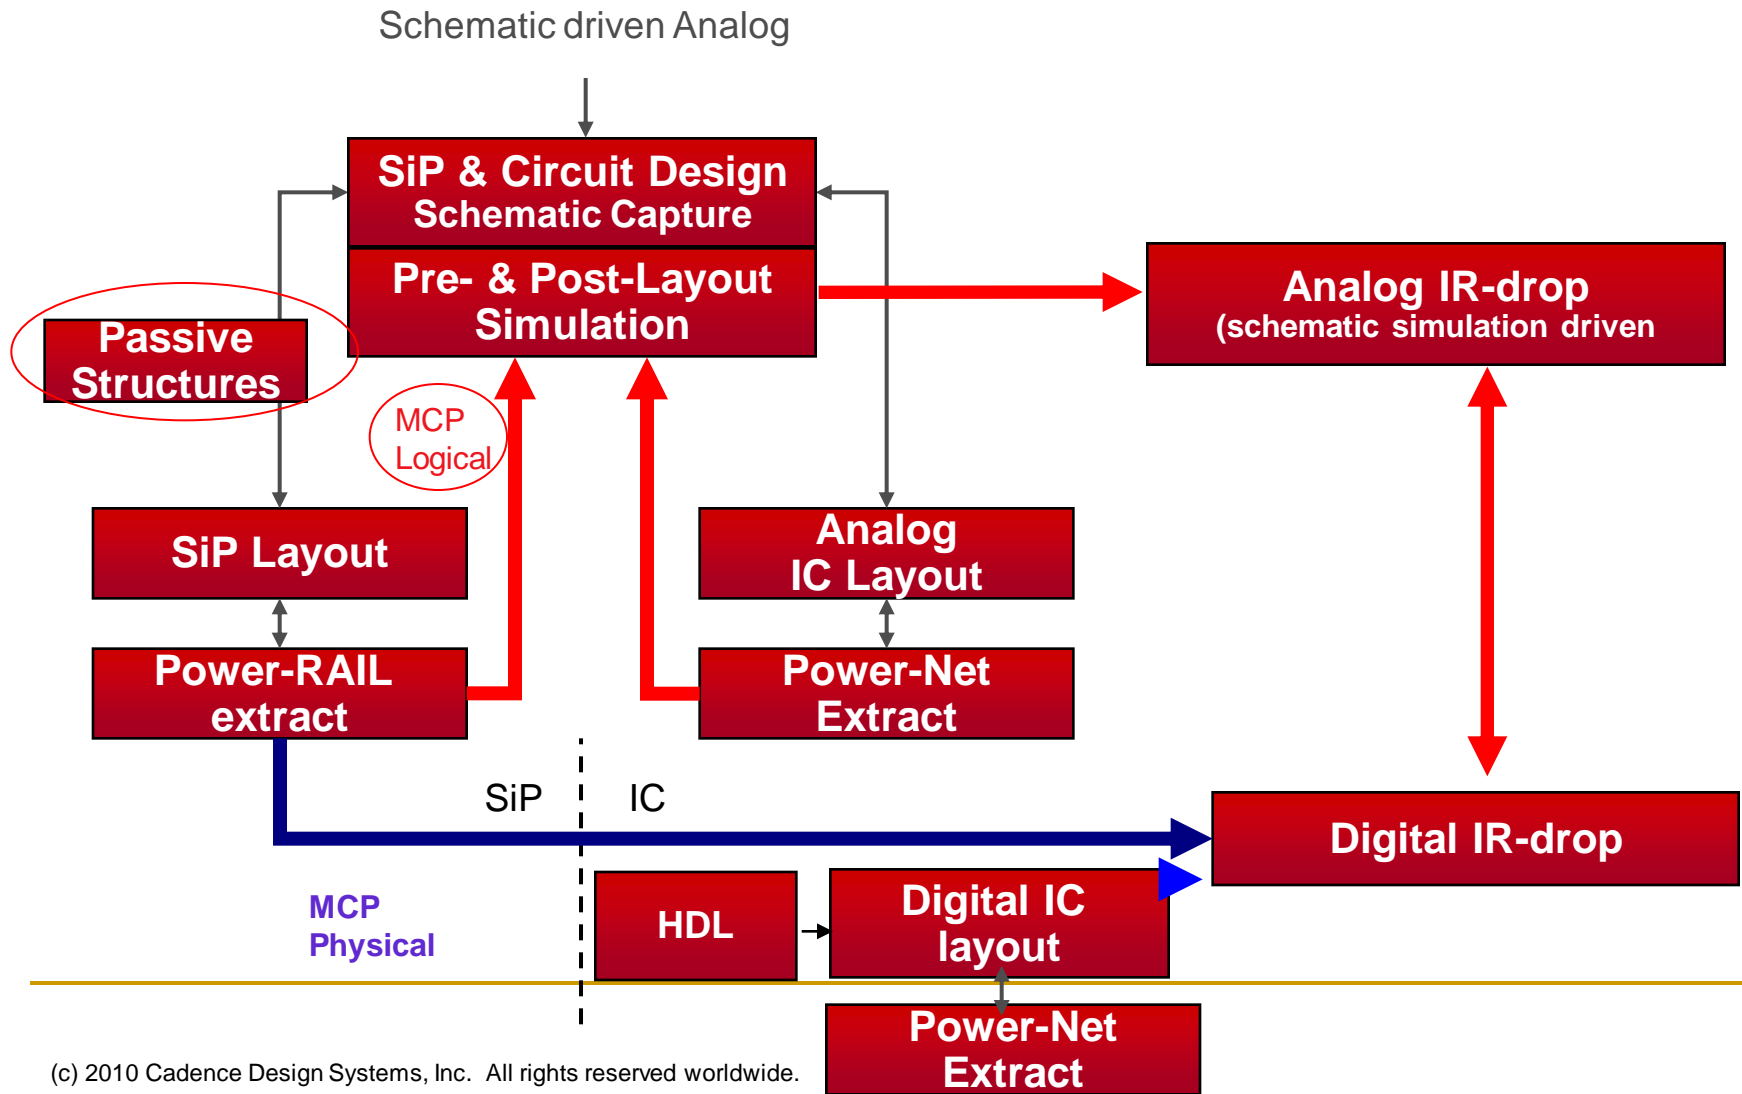 Schematic driven Analog
SiP & Circuit Design
Schematic Capture
Pre- & Post-Layout
Simulation
Analog IR-drop
(schematic simulation driven
Passive
Structures
MCP
Logical
SiP Layout
Analog
IC Layout
Power-RAIL
extract
Power-Net
Extract
SiP
IC
Digital IR-drop
MCP
Physical
HDL
Digital IC
layout
Power-Net
Extract
(c) 2010 Cadence Design Systems, Inc. All rights reserved worldwide.